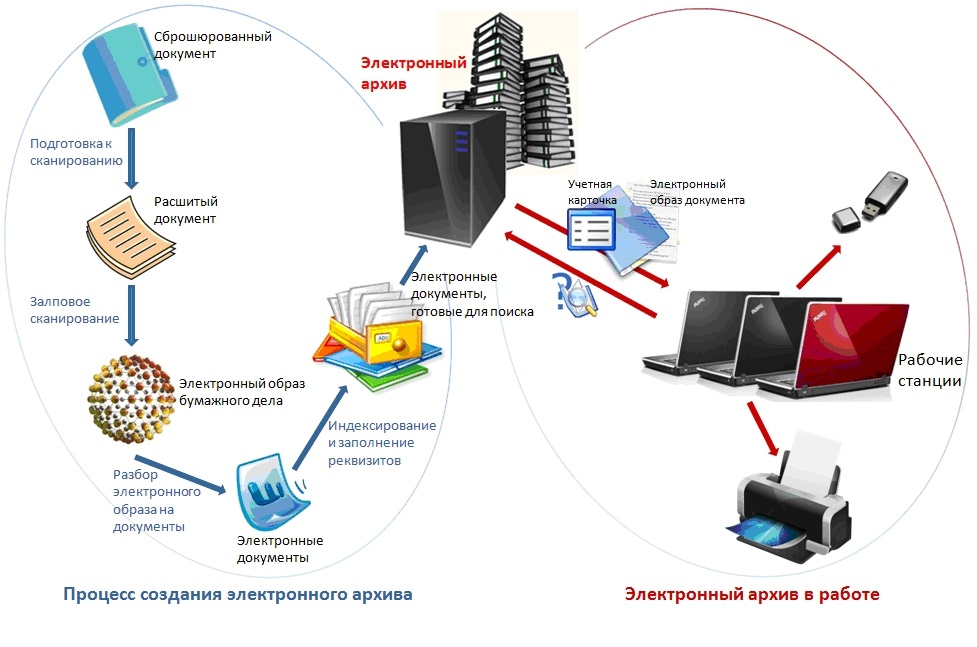 Сброшюрованный
документ
Подготовка к
сканированию
Расшитый
документ
Залповое
сканирование
Электронный образ
бумажного дела
Разбор
электронного
образа на
документы
Электронные
документы
Индексирование
и заполнение
реквизитов
Электронные
документы,
готовые для поиска
ABC
Электронный
архив
Учетная
карточка
Электронный
образ документа
?
Рабочие
станции
Процесс создания электронного архива
Электронный архив в работе